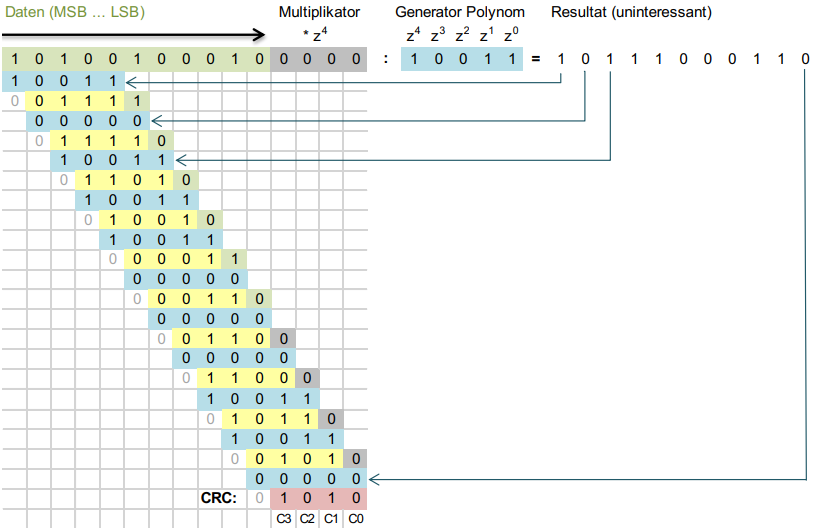 Daten (MSB … LSB) Multiplikator Generator Polynom Resultat (uninteressant)
* z⁴ z⁴ z³ z² z¹ z⁰
1 0 1 0 0 1 0 0 0 1 0 0 0 0 0 : 1 0 0 1 1 = 1 0 1 1 1 0 0 0 1 1 0
1 0 0 1 1
0 0 1 1 1 1
0 0 0 0 0
0 1 1 1 1 0
1 0 0 1 1
0 1 1 0 1 0
1 0 0 1 1
0 1 0 0 1 0
1 0 0 1 1
0 0 0 0 1 1
0 0 0 0 0
0 0 0 1 1 0
0 0 0 0 0
0 0 1 1 0 0
0 0 0 0 0
0 1 1 0 0 0
1 0 0 1 1
0 1 0 1 1 0
1 0 0 1 1
0 0 1 0 1 0
0 0 0 0 0
CRC: 0 1 0 1 0
C3 C2 C1 C0